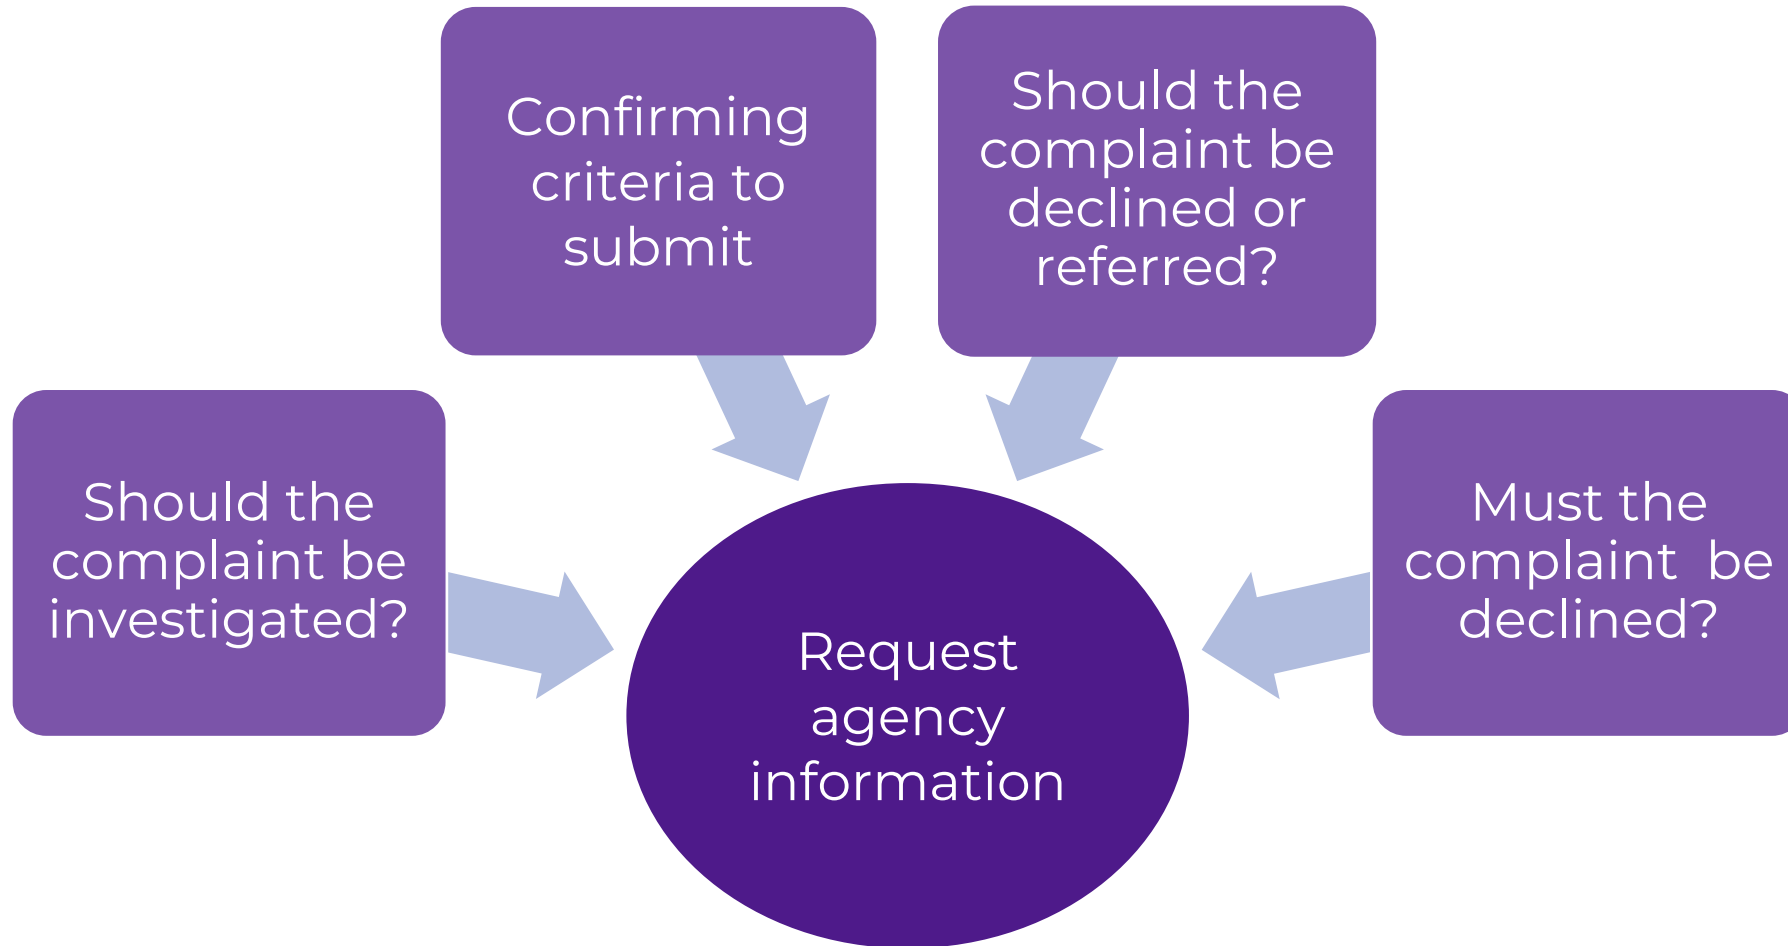 Confirming
criteria to
submit
Should the
complaint be
declined or
referred?
Should the
complaint be
investigated?
Must the
complaint  be
declined?
Request
agency
information